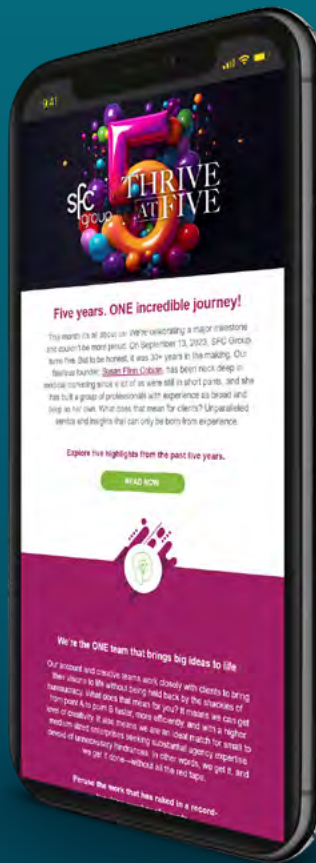 9:41
5
sfc
group
THRIVE
AT FIVE
Five years. ONE incredible journey!
This month it's all about us! We're celebrating a major milestone
and couldn't be more proud. On September 13, 2023, SFC Group
turns five. But to be honest, it was 30+ years in the making. Our
fearless founder, Susan Flinn Cobian, has been neck deep in
medical marketing since most of us were still in short pants, and she
has built a group of professionals with experience as broad and
deep as her own. What does that mean for clients? Unparalleled
service and insights that can only be born from experience.
Explore five highlights from the past five years.
READ NOW
We're the ONE team that brings big ideas to life
Our account and creative teams work closely with clients to bring
their visions to life without being held back by the shackles of
bureaucracy. What does that mean for you? It means we can get
from point A to point B faster, more efficiently, and with a higher
level of creativity. It also means we are an ideal match for small to
medium-sized enterprises seeking substantial agency expertise
devoid of unnecessary hindrances. In other words, we get it, and
we get it done—without all the red tape.
Peruse the work that has ruled in a record-